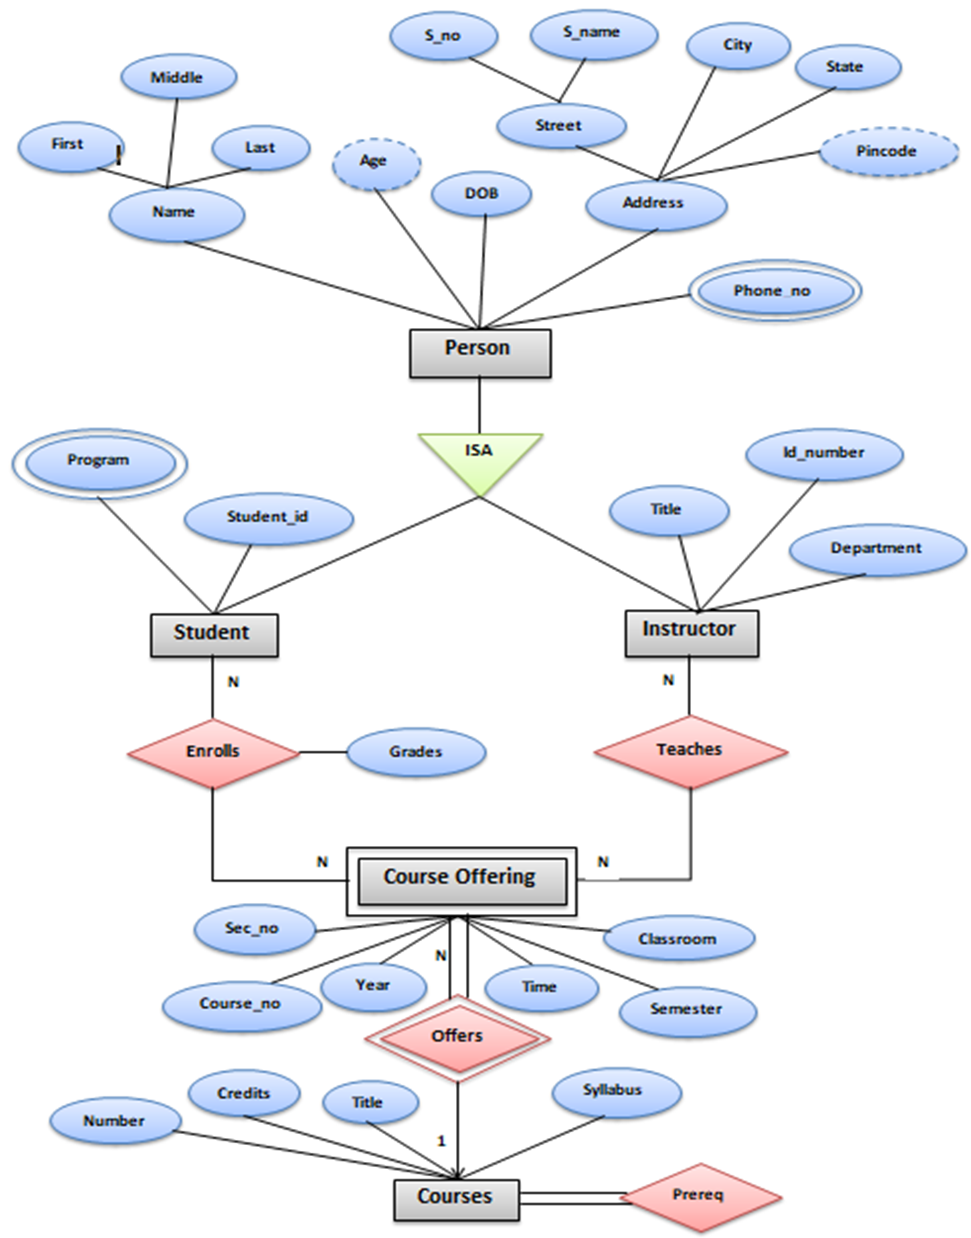 S_no
S_name
City
State
Middle
First
Last
Street
Age
Pincode
DOB
Name
Address
Phone_no
Person
ISA
Program
Id_number
Student_id
Title
Department
Student
Instructor
N
N
Enrolls
Grades
Teaches
N
N
Course Offering
Sec_no
Classroom
N
Year
Time
Course_no
Semester
Offers
Credits
Title
Syllabus
Number
1
Courses
Prereq